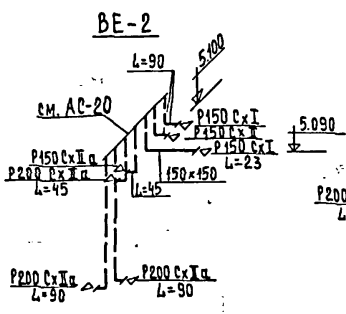 ВЕ-2
L=90
5.100
см. АС-20
Р150 СхI
Р150 СхII
5.090
Р150 СхI
L=23
Р150 СхIIа
150×150
Р200 СхIIа
L=45
L=45
Р200
L
Р200 СхIIа
L=90
Р200 СхIIа
L=90